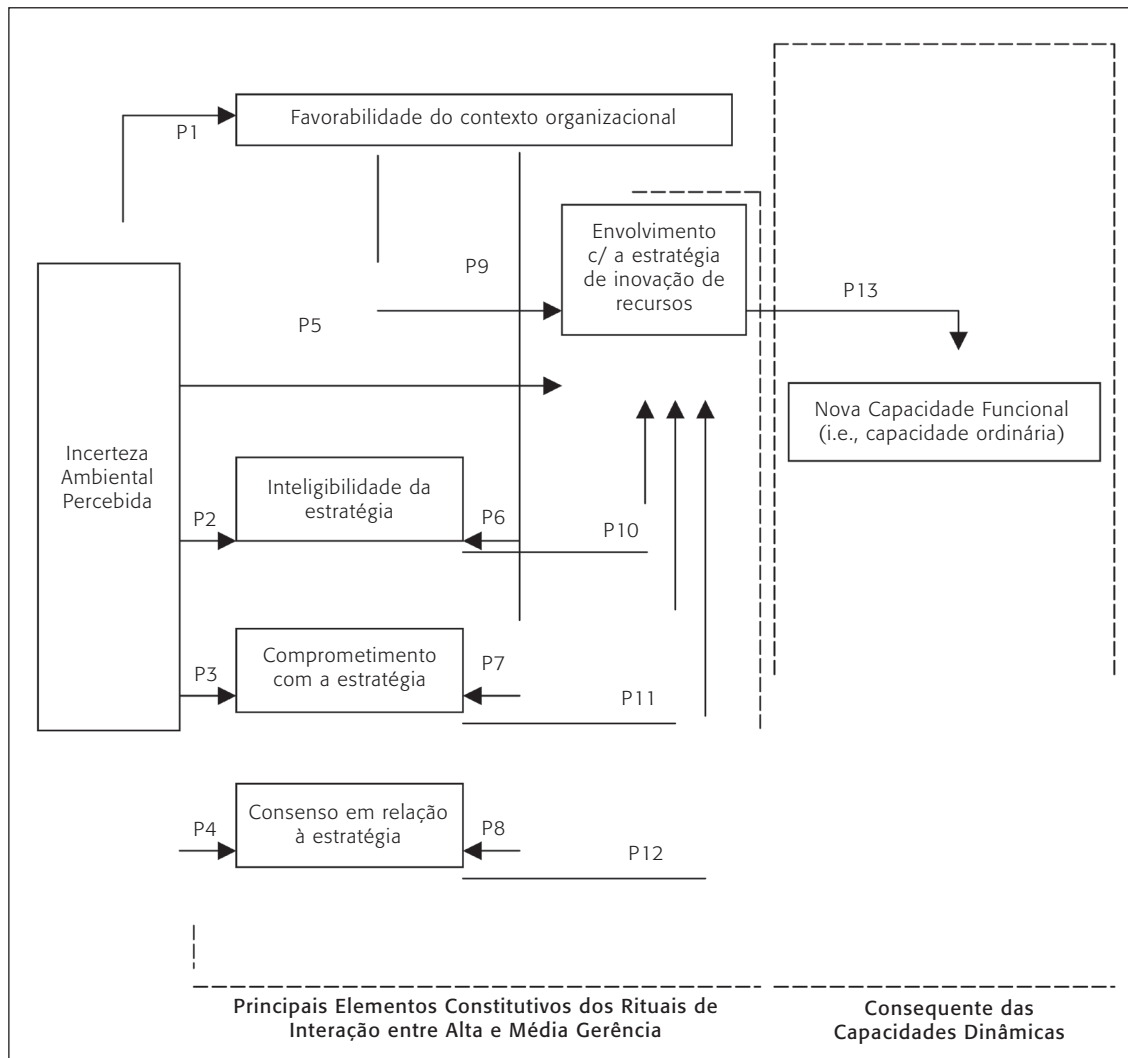 Favorabilidade do contexto organizacional
P1
Envolvimento
c/ a estratégia
de inovação de
recursos
P9
P13
P5
Nova Capacidade Funcional
(i.e., capacidade ordinária)
Incerteza
Ambiental
Percebida
Inteligibilidade da
estratégia
P2
P6
P10
Comprometimento
com a estratégia
P3
P7
P11
Consenso em relação
à estratégia
P4
P8
P12
Principais Elementos Constitutivos dos Rituais de
Interação entre Alta e Média Gerência
Consequente das
Capacidades Dinâmicas